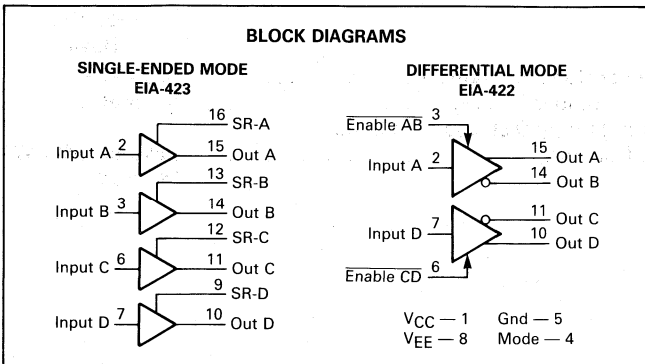 BLOCK DIAGRAMS
SINGLE-ENDED MODE
EIA-423
16 SR-A
Input A 2
15 Out A
13 SR-B
Input B 3
14 Out B
12 SR-C
Input C 6
11 Out C
9 SR-D
Input D 7
10 Out D
DIFFERENTIAL MODE
EIA-422
Enable AB 3
15 Out A
Input A 2
14 Out B
11 Out C
Input D 7
10 Out D
Enable CD 6
VCC — 1 Gnd — 5
VEE — 8 Mode — 4